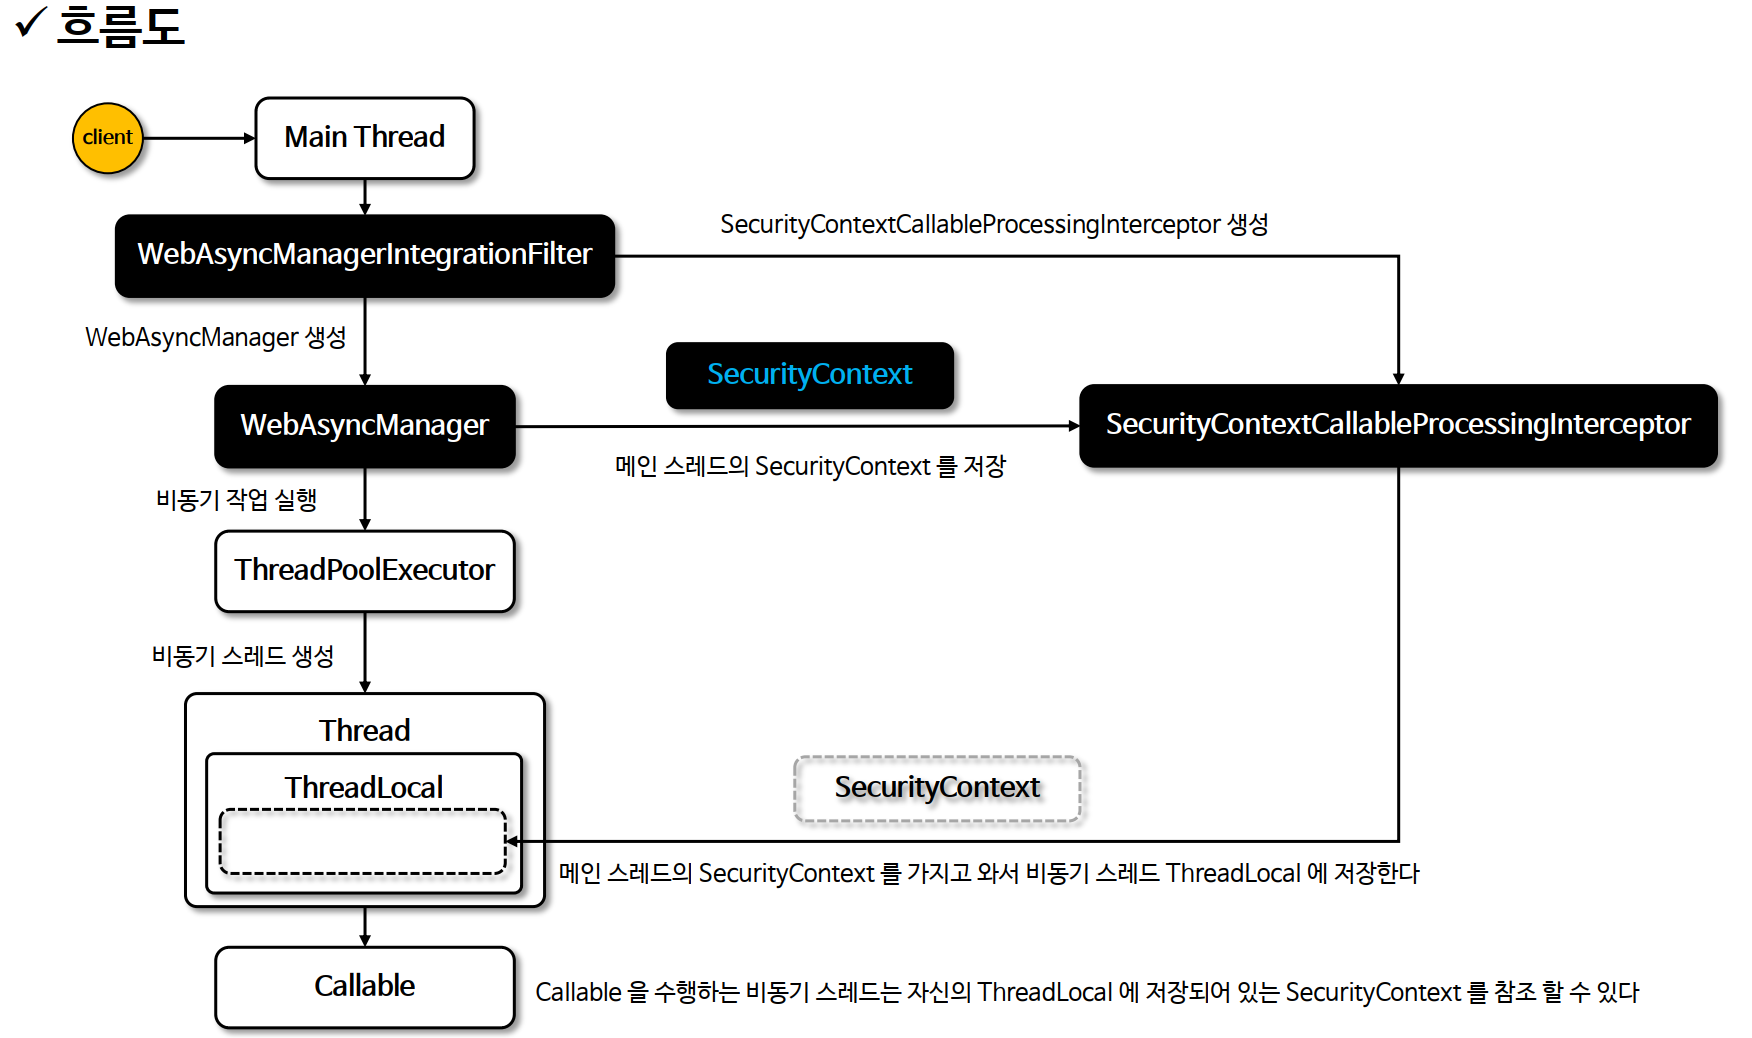 ✓ 흐름도
client
Main Thread
WebAsyncManagerIntegrationFilter
SecurityContextCallableProcessingInterceptor 생성
WebAsyncManager 생성
SecurityContext
WebAsyncManager
SecurityContextCallableProcessingInterceptor
메인 스레드의 SecurityContext 를 저장
비동기 작업 실행
ThreadPoolExecutor
비동기 스레드 생성
Thread
ThreadLocal
SecurityContext
메인 스레드의 SecurityContext 를 가지고 와서 비동기 스레드 ThreadLocal 에 저장한다
Callable
Callable 을 수행하는 비동기 스레드는 자신의 ThreadLocal 에 저장되어 있는 SecurityContext 를 참조 할 수 있다